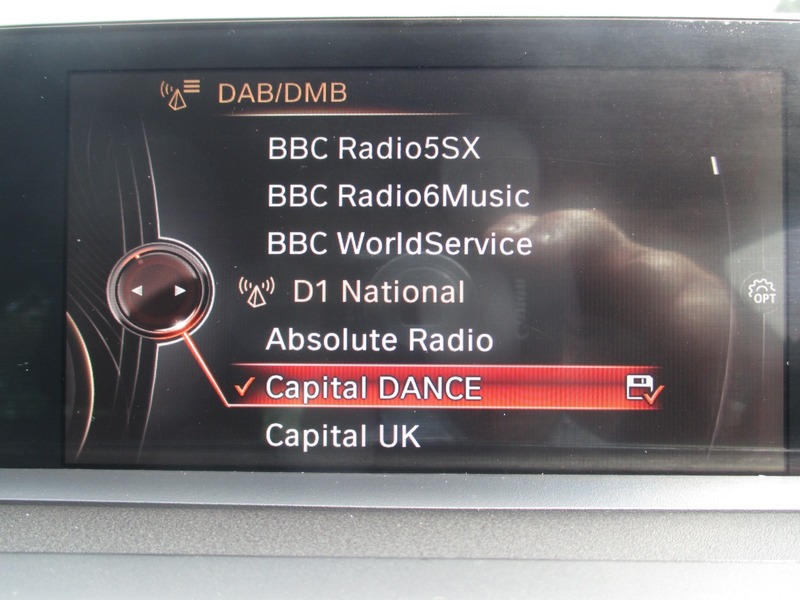 DAB/DMB
BBC Radio5SX
BBC Radio6Music
BBC WorldService
D1 National
OPT
Absolute Radio
Capital DANCE
Capital UK